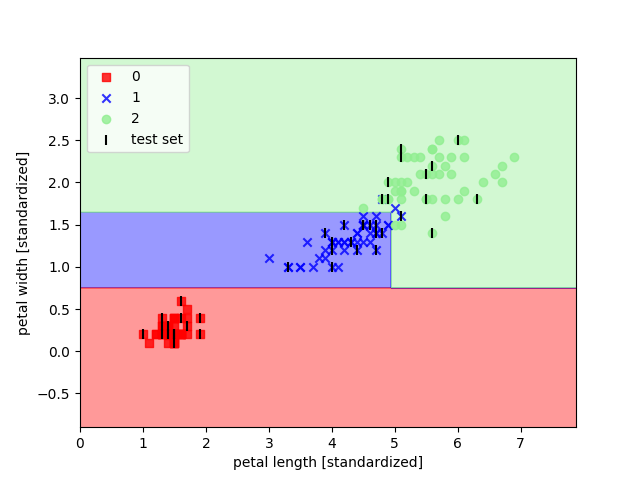 0
1
2
test set
petal width [standardized]
3.0
2.5
2.0
1.5
1.0
0.5
0.0
−0.5
0 1 2 3 4 5 6 7
petal length [standardized]